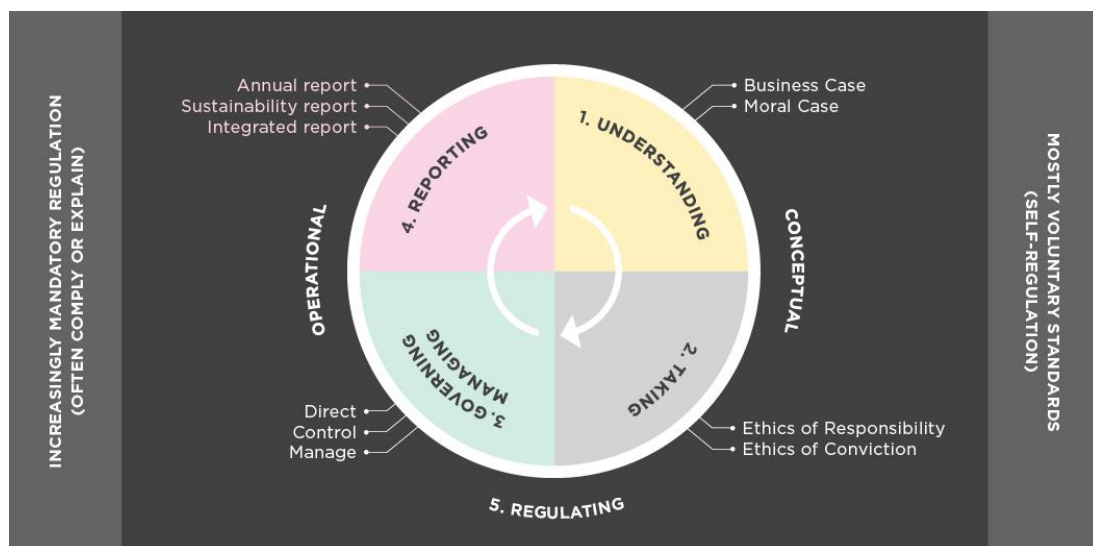 INCREASINGLY MANDATORY REGULATION
(OFTEN COMPLY OR EXPLAIN)
Annual report
Sustainability report
Integrated report
4. REPORTING
OPERATIONAL
3. GOVERNING
MANAGING
Direct
Control
Manage
Business Case
Moral Case
1. UNDERSTANDING
CONCEPTUAL
2. TAKING
Ethics of Responsibility
Ethics of Conviction
5. REGULATING
MOSTLY VOLUNTARY STANDARDS
(SELF-REGULATION)